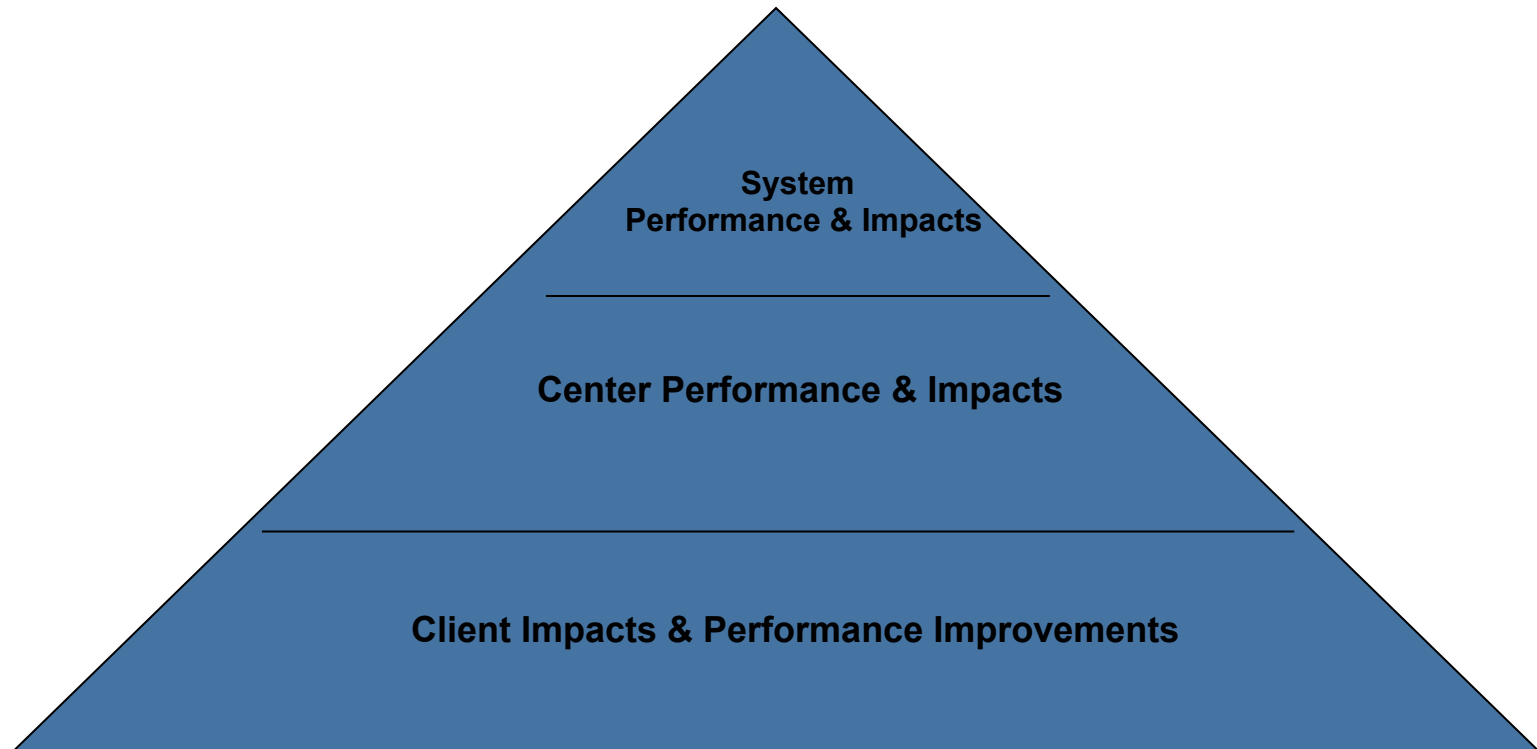 System
Performance & Impacts
Center Performance & Impacts
Client Impacts & Performance Improvements